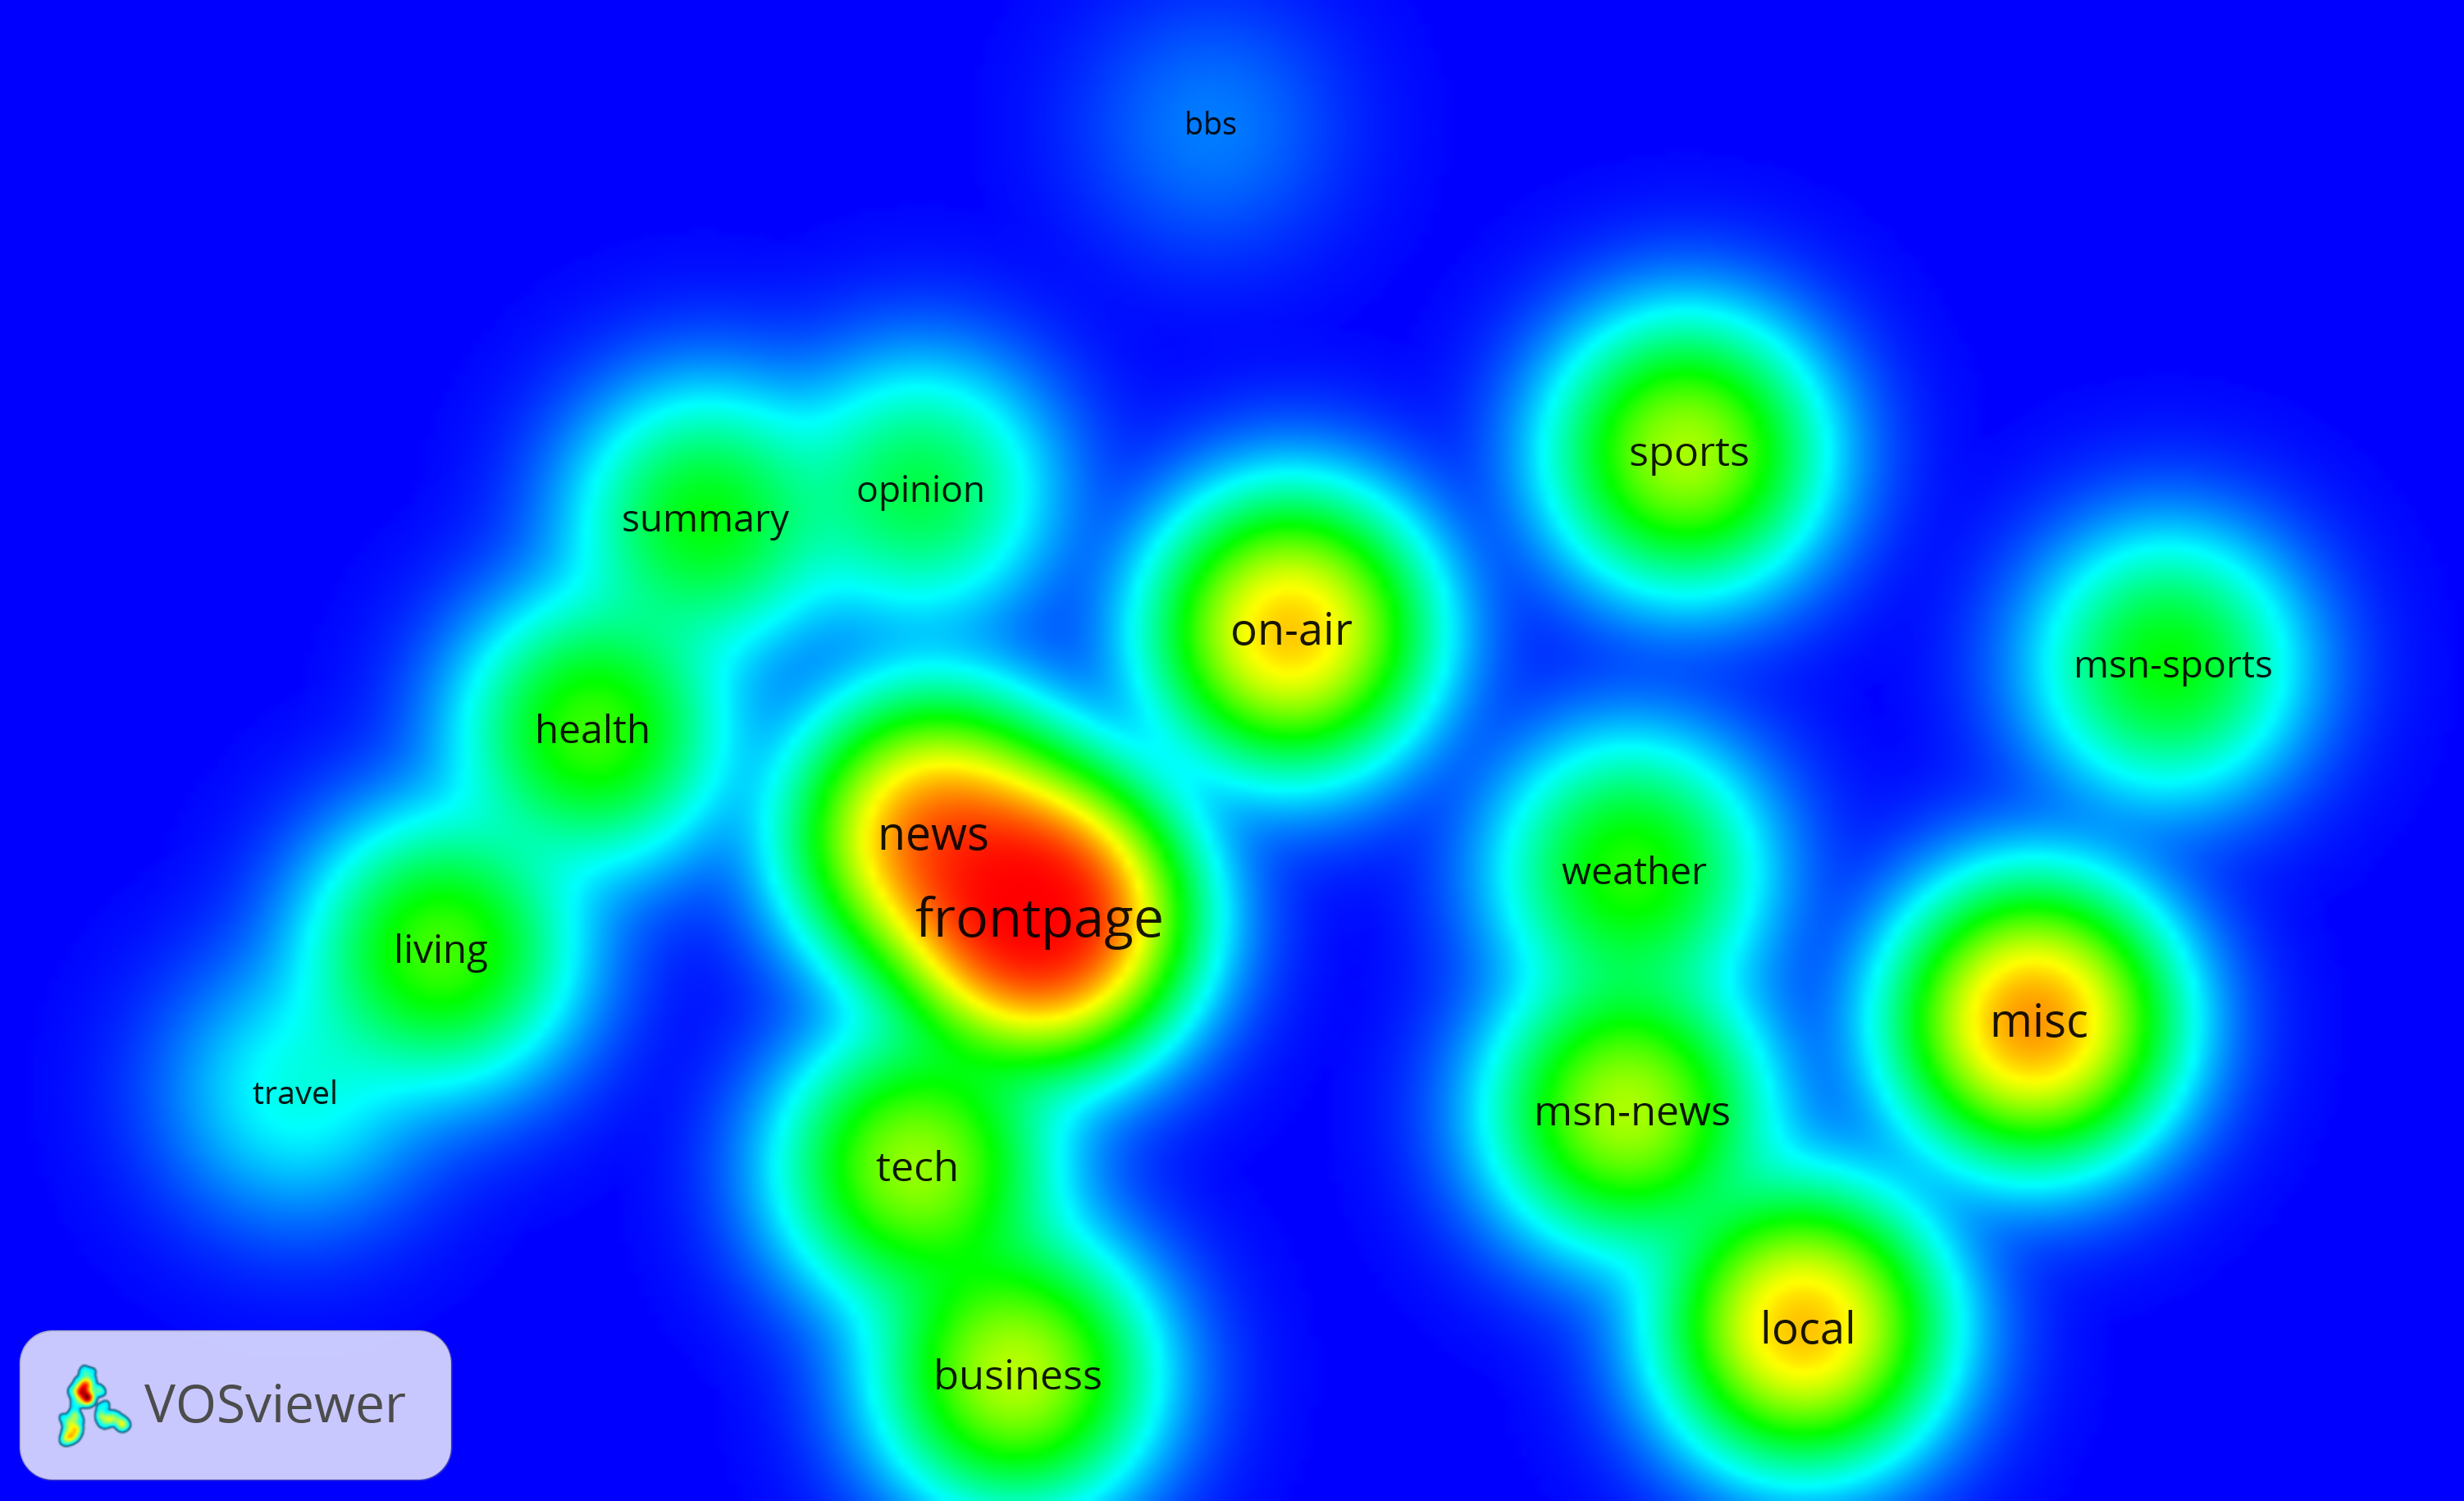 bbs
sports
opinion
summary
on-air
msn-sports
health
news
weather
frontpage
living
misc
travel
msn-news
tech
local
business
VOSviewer